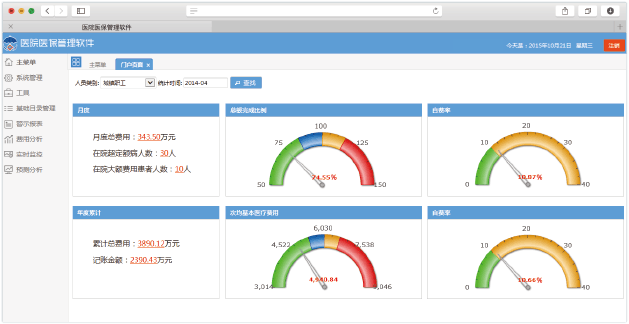 医院医保管理软件
医院医保管理软件
今天是：2015年10月21日 星期三
注销
主菜单
门户页面
主菜单
系统管理
工具
基础目录管理
警示报表
费用分析
实时监控
预测分析
人员类别: 城镇职工 统计时间: 2014-04 查找
月度
月度总费用：343.50万元
在院超定额病人数：30人
在院大额费用患者人数：10人
总额完成比例
50
75
100
125
150
74.55%
自费率
0
10
20
30
40
10.87%
年度累计
累计总费用：3890.12万元
记账金额：2390.43万元
次均基本医疗费用
3,014
4,522
6,030
7,538
9,046
自费率
0
10
20
30
40
10.66%